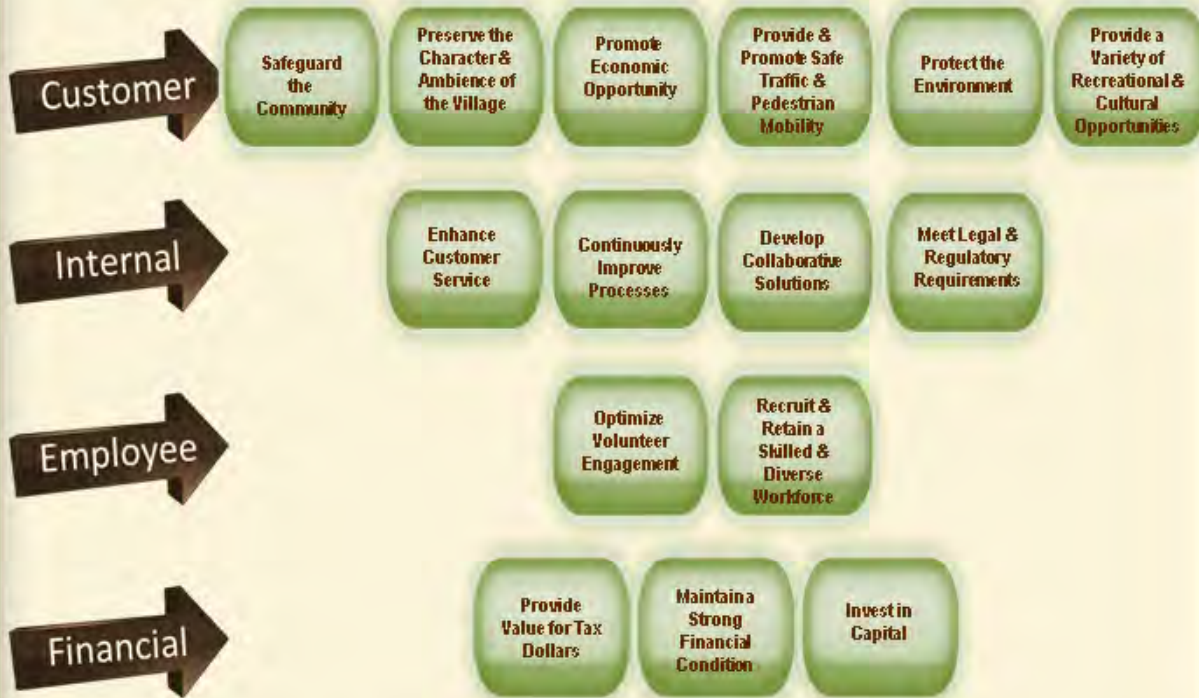 Customer
Safeguard
the
Community
Preserve the
Character &
Ambience of
the Village
Promote
Economic
Opportunity
Provide &
Promote Safe
Traffic &
Pedestrian
Mobility
Protect the
Environment
Provide a
Variety of
Recreational &
Cultural
Opportunities
Internal
Enhance
Customer
Service
Continuously
Improve
Processes
Develop
Collaborative
Solutions
Meet Legal &
Regulatory
Requirements
Employee
Optimize
Volunteer
Engagement
Recruit &
Retain a
Skilled &
Diverse
Workforce
Financial
Provide
Value for Tax
Dollars
Maintain a
Strong
Financial
Condition
Invest in
Capital